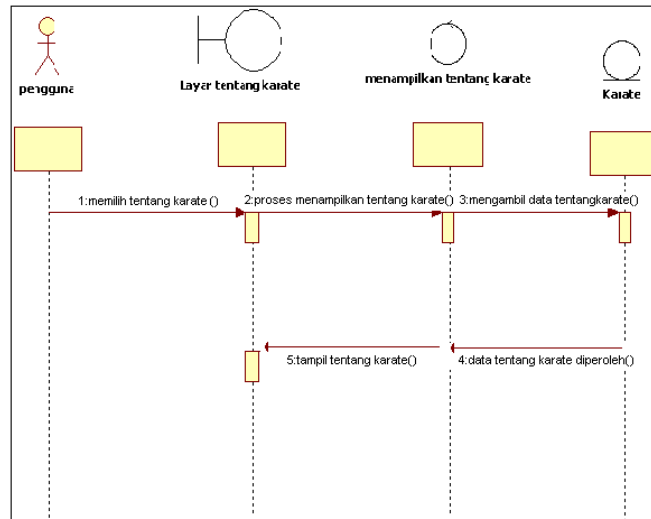 pengguna
Layar tentang karate
menampilkan tentang karate
Karate
1:memilih tentang karate ()
2:proses menampilkan tentang karate()
3:mengambil data tentangkarate()
5:tampil tentang karate()
4:data tentang karate diperoleh()